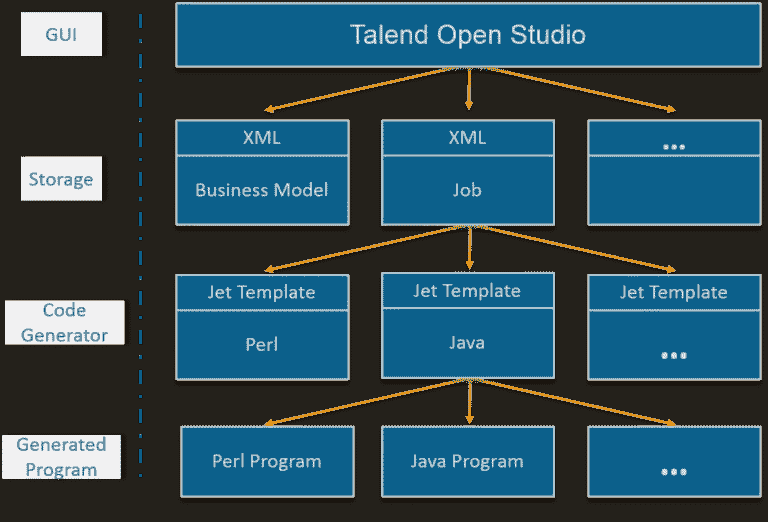 GUI
Talend Open Studio
Storage
XML
Business Model
XML
Job
...
Code
Generator
Jet Template
Perl
Jet Template
Java
Jet Template
...
Generated
Program
Perl Program
Java Program
...